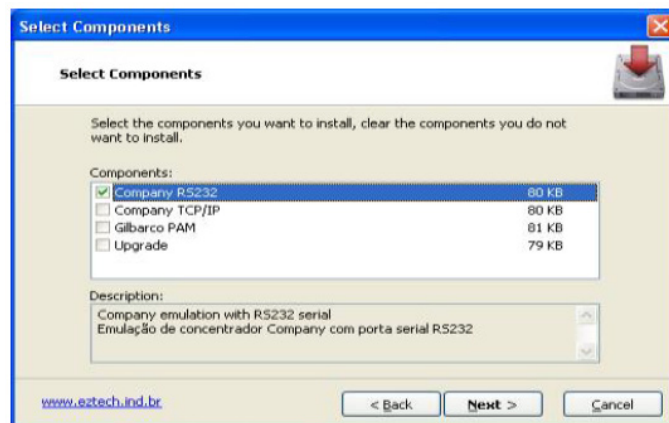 Select Components
Select Components
Select the components you want to install, clear the components you do not
want to install.
Components:
Company RS232 80 KB
Company TCP/IP 80 KB
Gilbarco PAM 81 KB
Upgrade 79 KB
Description:
Company emulation with RS232 serial
Emulação de concentrador Company com porta serial RS232
www.eztech.ind.br
< Back Next > Cancel